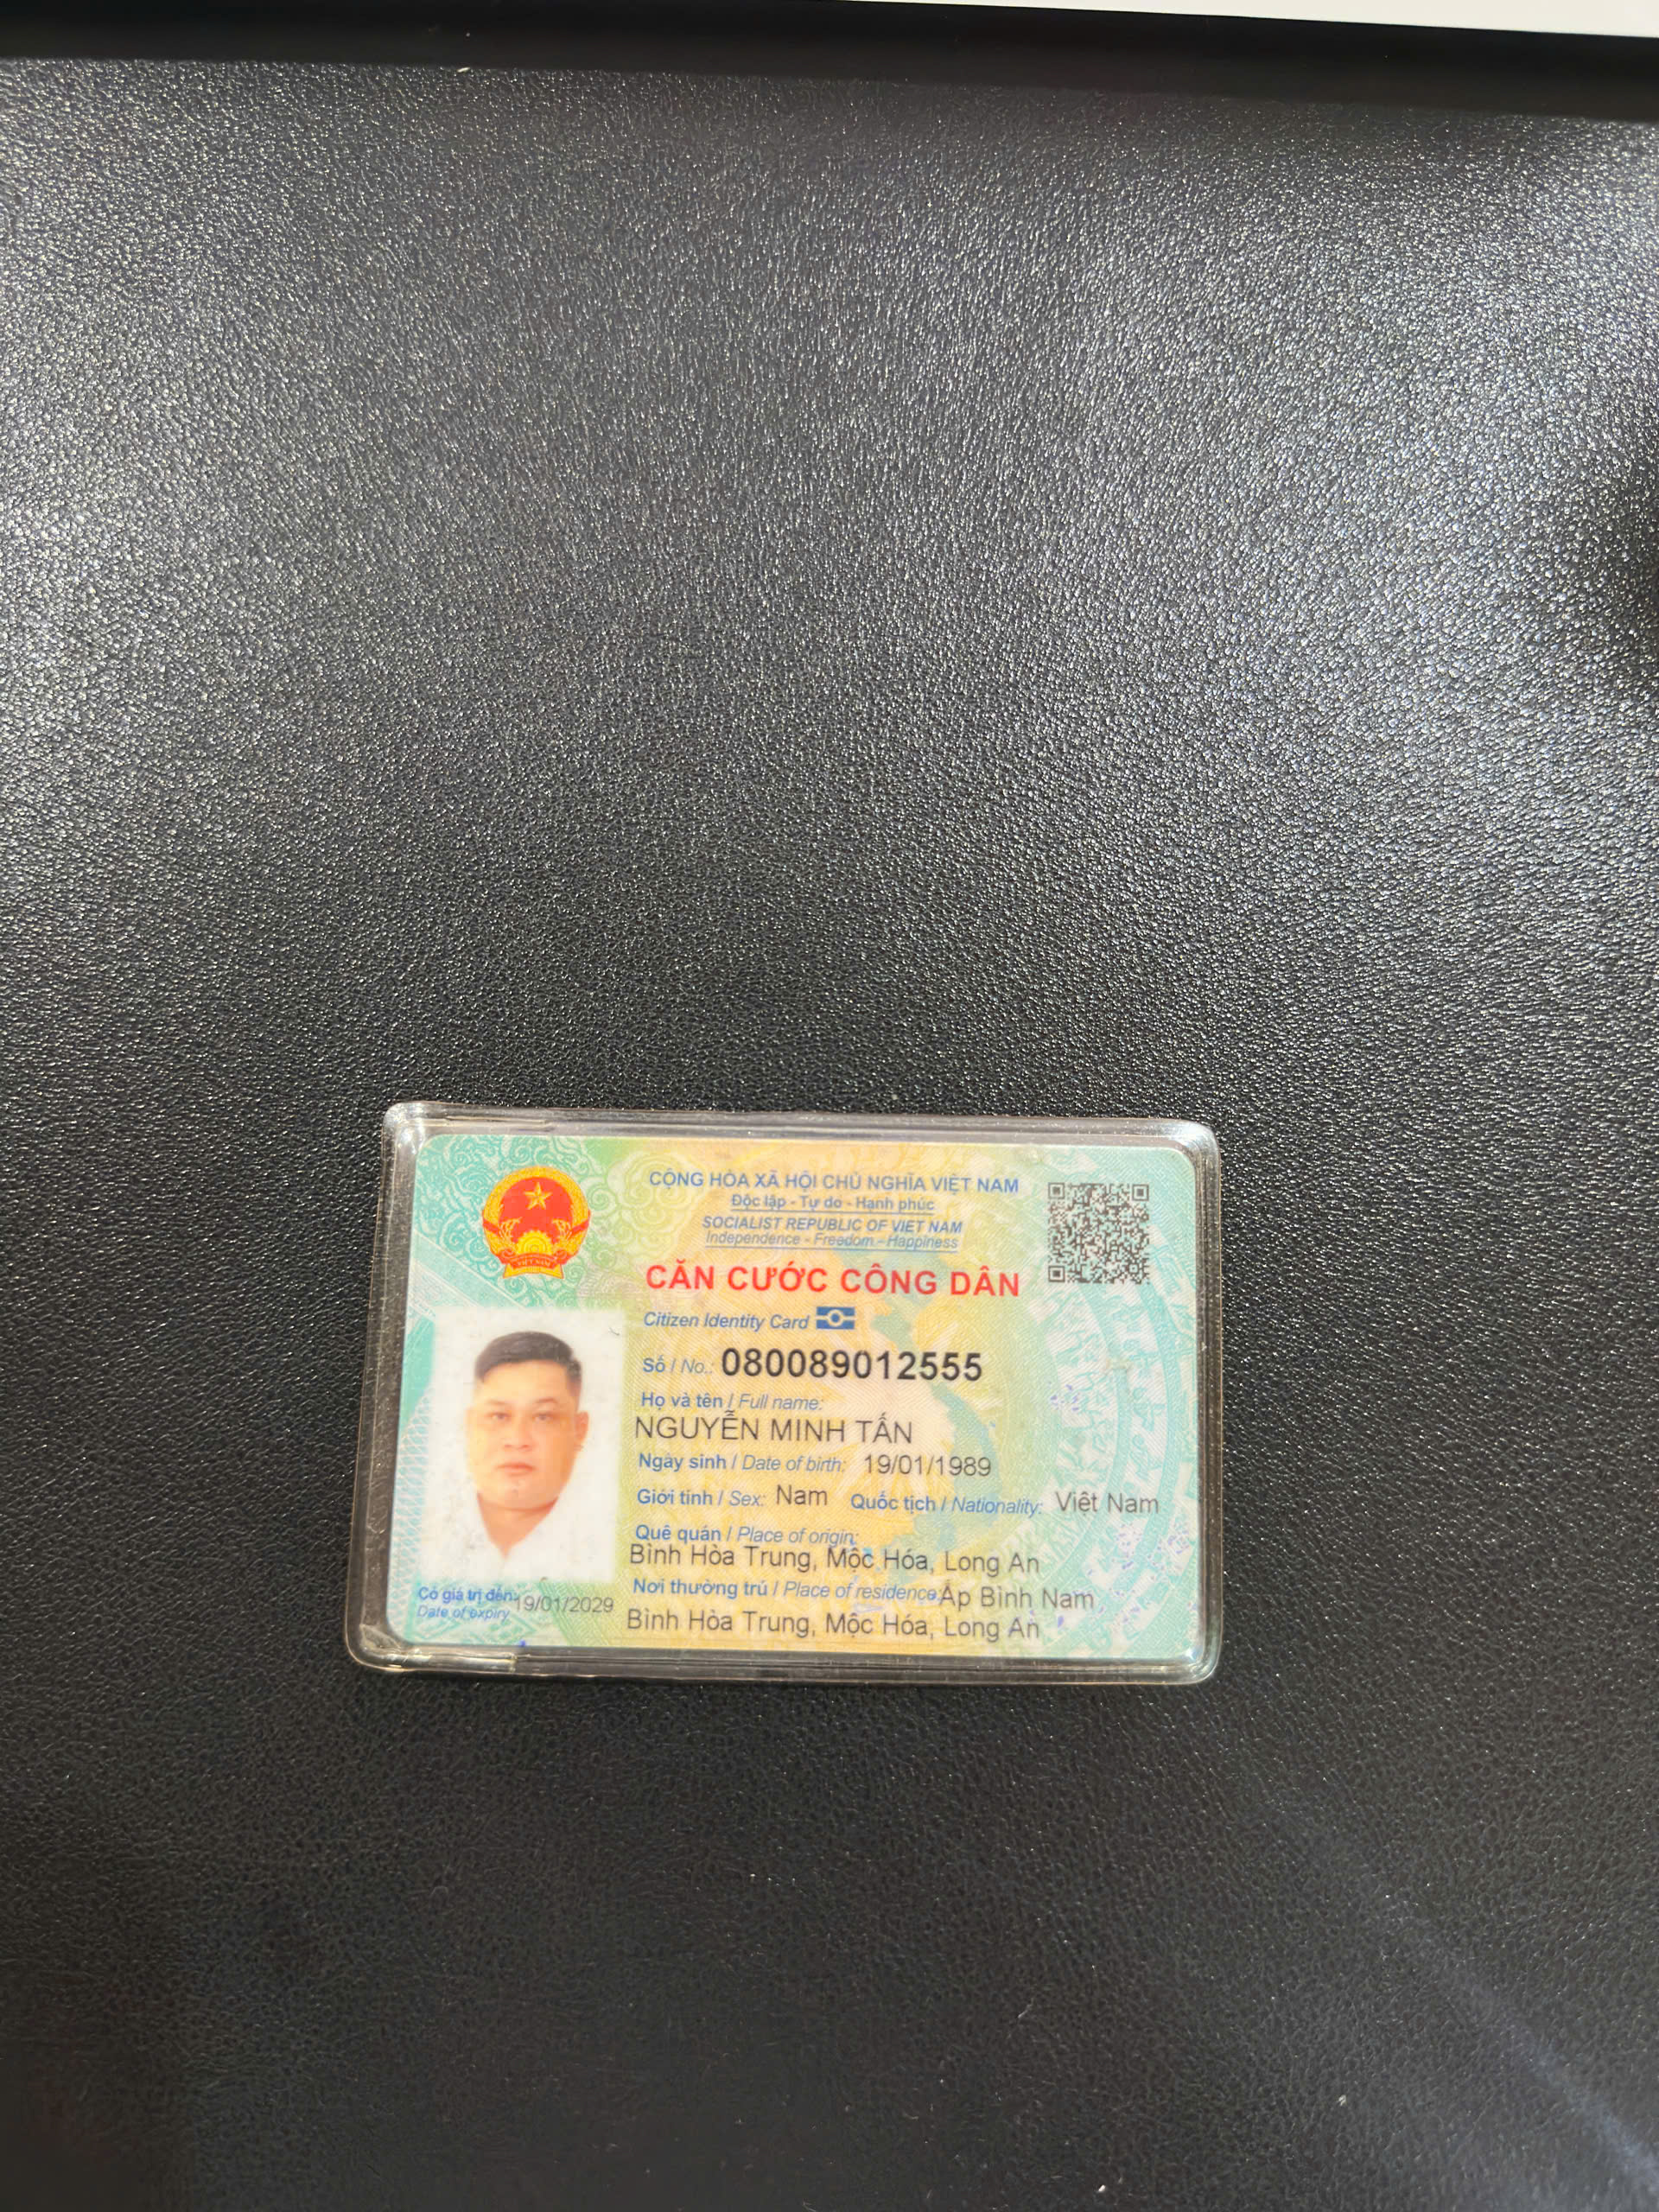 CỘNG HÒA XÃ HỘI CHỦ NGHĨA VIỆT NAM
Độc lập - Tự do - Hạnh phúc
SOCIALIST REPUBLIC OF VIET NAM
Independence - Freedom - Happiness
CĂN CƯỚC CÔNG DÂN
Citizen Identity Card
Số / No.: 080089012555
Họ và tên / Full name:
NGUYỄN MINH TẤN
Ngày sinh / Date of birth: 19/01/1989
Giới tính / Sex: Nam Quốc tịch / Nationality: Việt Nam
Quê quán / Place of origin:
Bình Hòa Trung, Mộc Hóa, Long An
Nơi thường trú / Place of residence: Ấp Bình Nam
Bình Hòa Trung, Mộc Hóa, Long An
Có giá trị đến: 19/01/2029
Date of expiry
VIỆT NAM